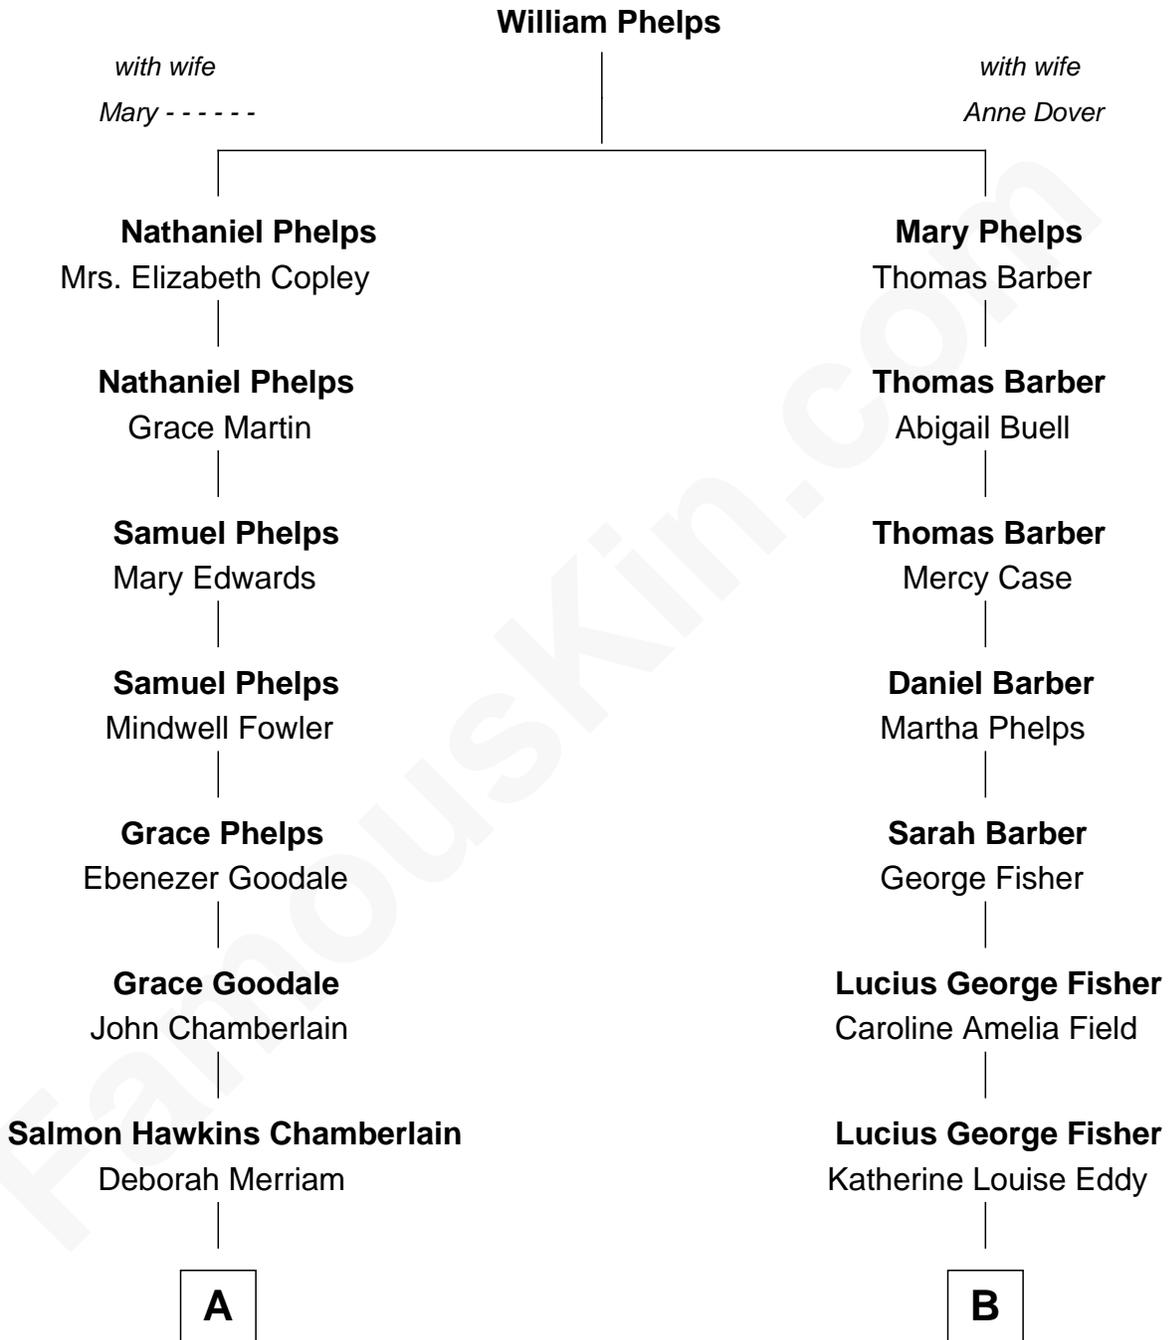 William Phelps
with wife
Mary - - - - - -
with wife
Anne Dover
Nathaniel Phelps
Mrs. Elizabeth Copley
Mary Phelps
Thomas Barber
Nathaniel Phelps
Grace Martin
Thomas Barber
Abigail Buell
Samuel Phelps
Mary Edwards
Thomas Barber
Mercy Case
Samuel Phelps
Mindwell Fowler
Daniel Barber
Martha Phelps
Grace Phelps
Ebenezer Goodale
Sarah Barber
George Fisher
Grace Goodale
John Chamberlain
Lucius George Fisher
Caroline Amelia Field
Salmon Hawkins Chamberlain
Deborah Merriam
Lucius George Fisher
Katherine Louise Eddy
A
B
FamousKin.com